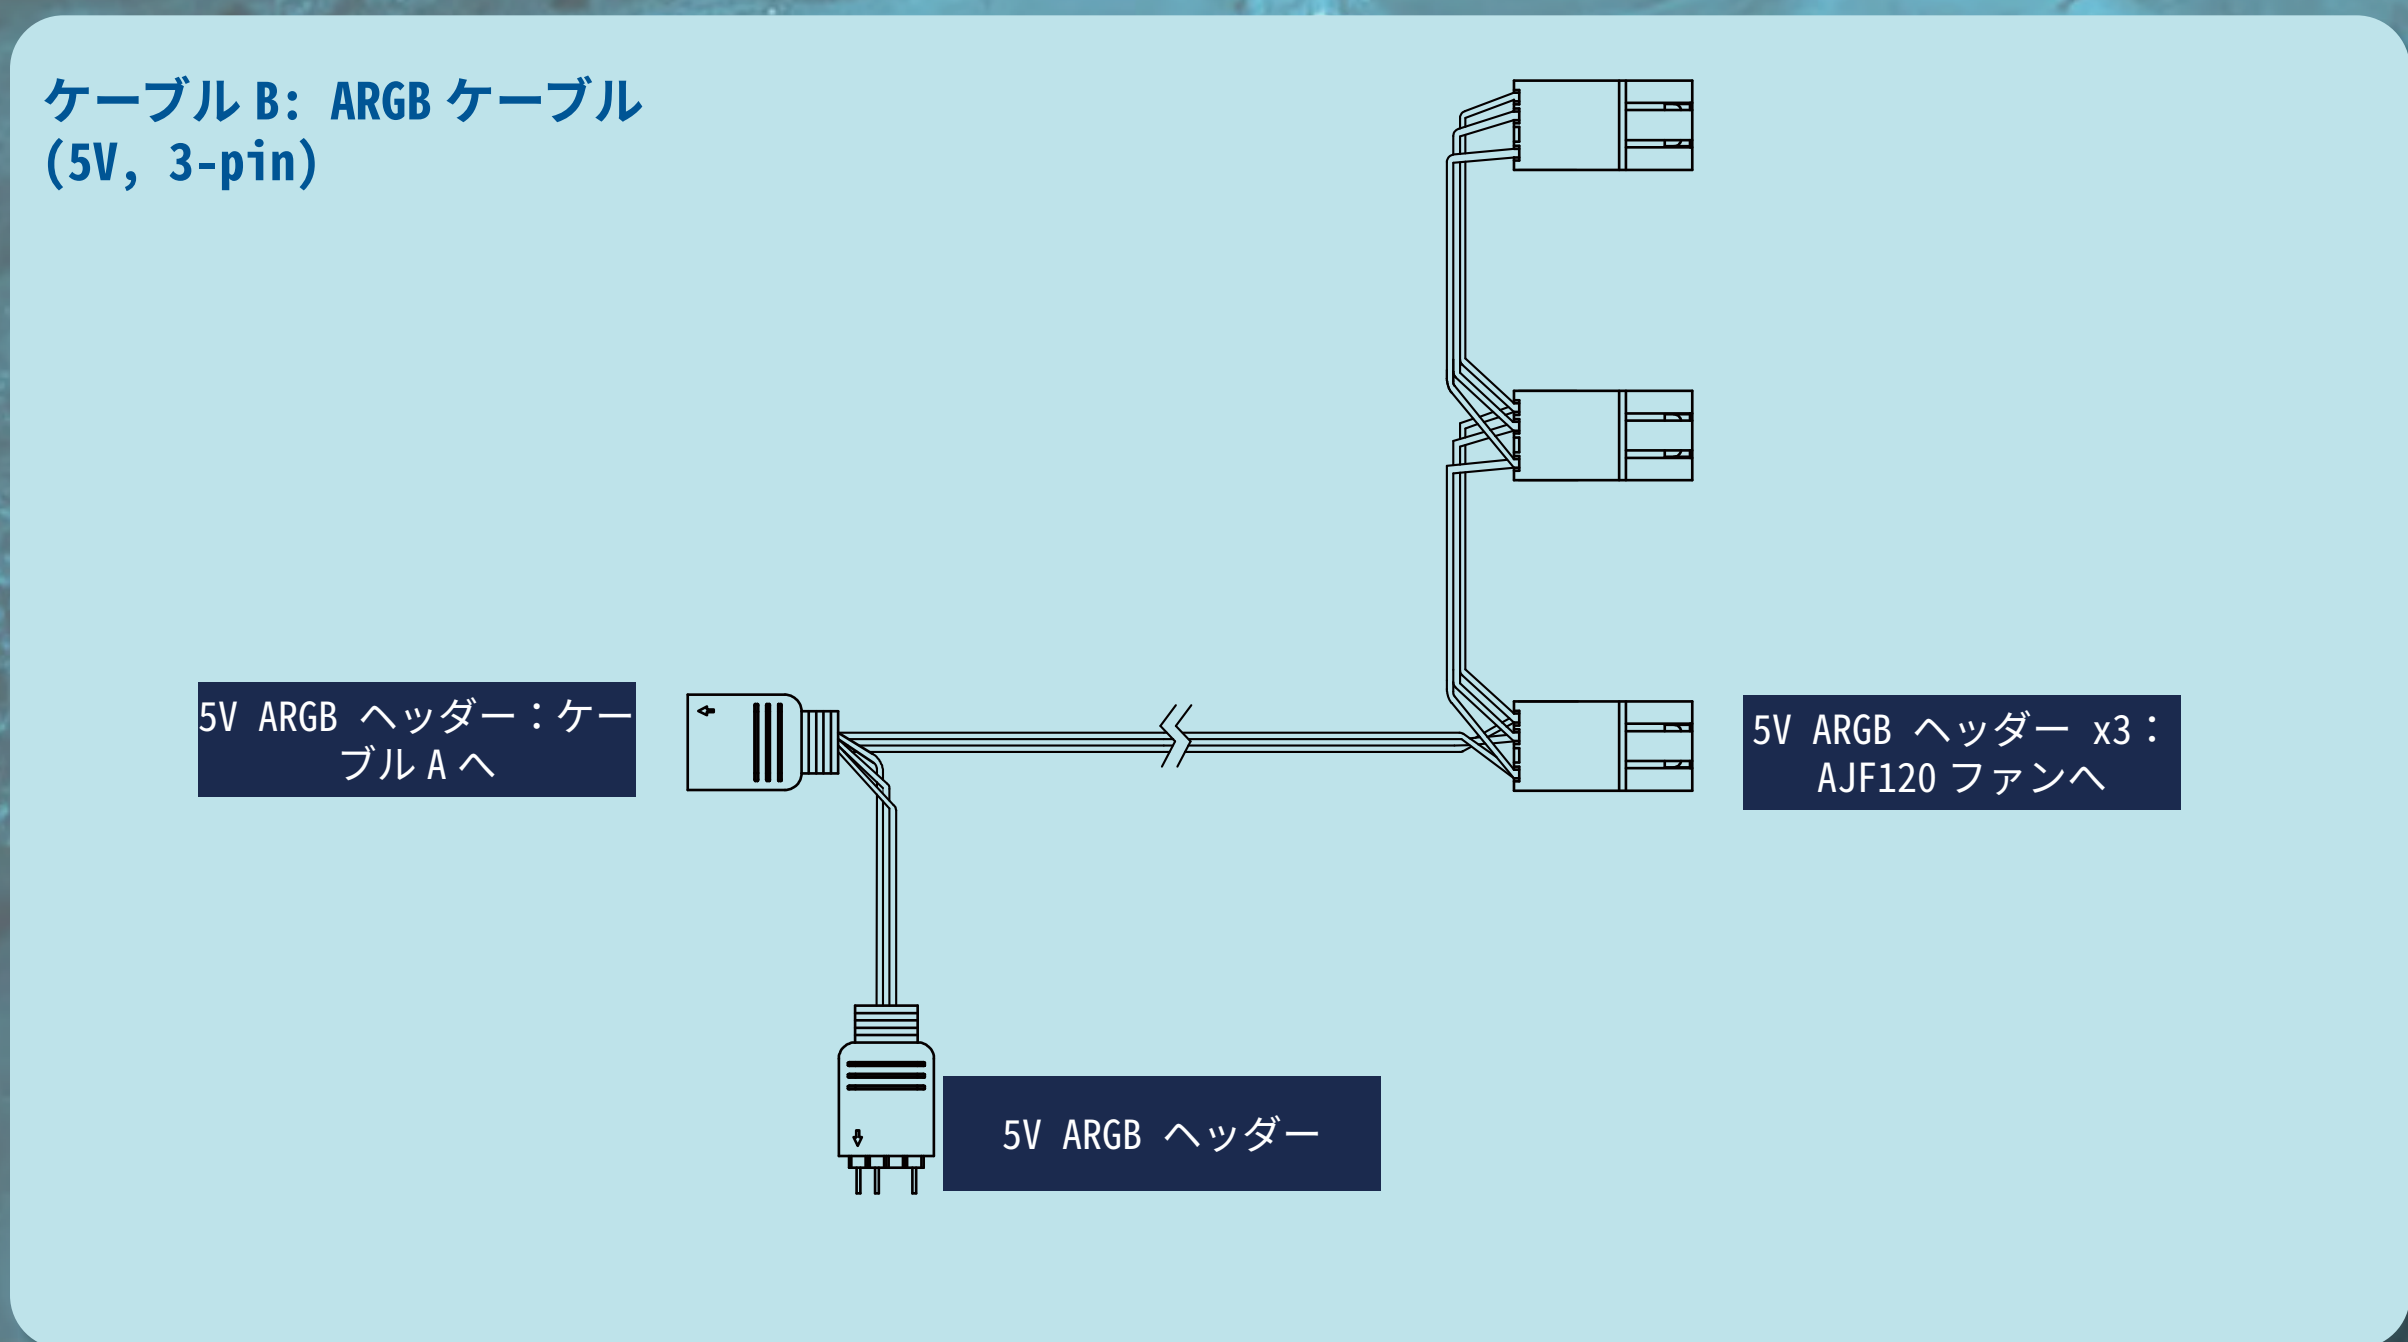 ケーブル B: ARGB ケーブル
(5V, 3-pin)
5V ARGB ヘッダー：ケー
ブル A へ
5V ARGB ヘッダー x3：
AJF120 ファンへ
5V ARGB ヘッダー